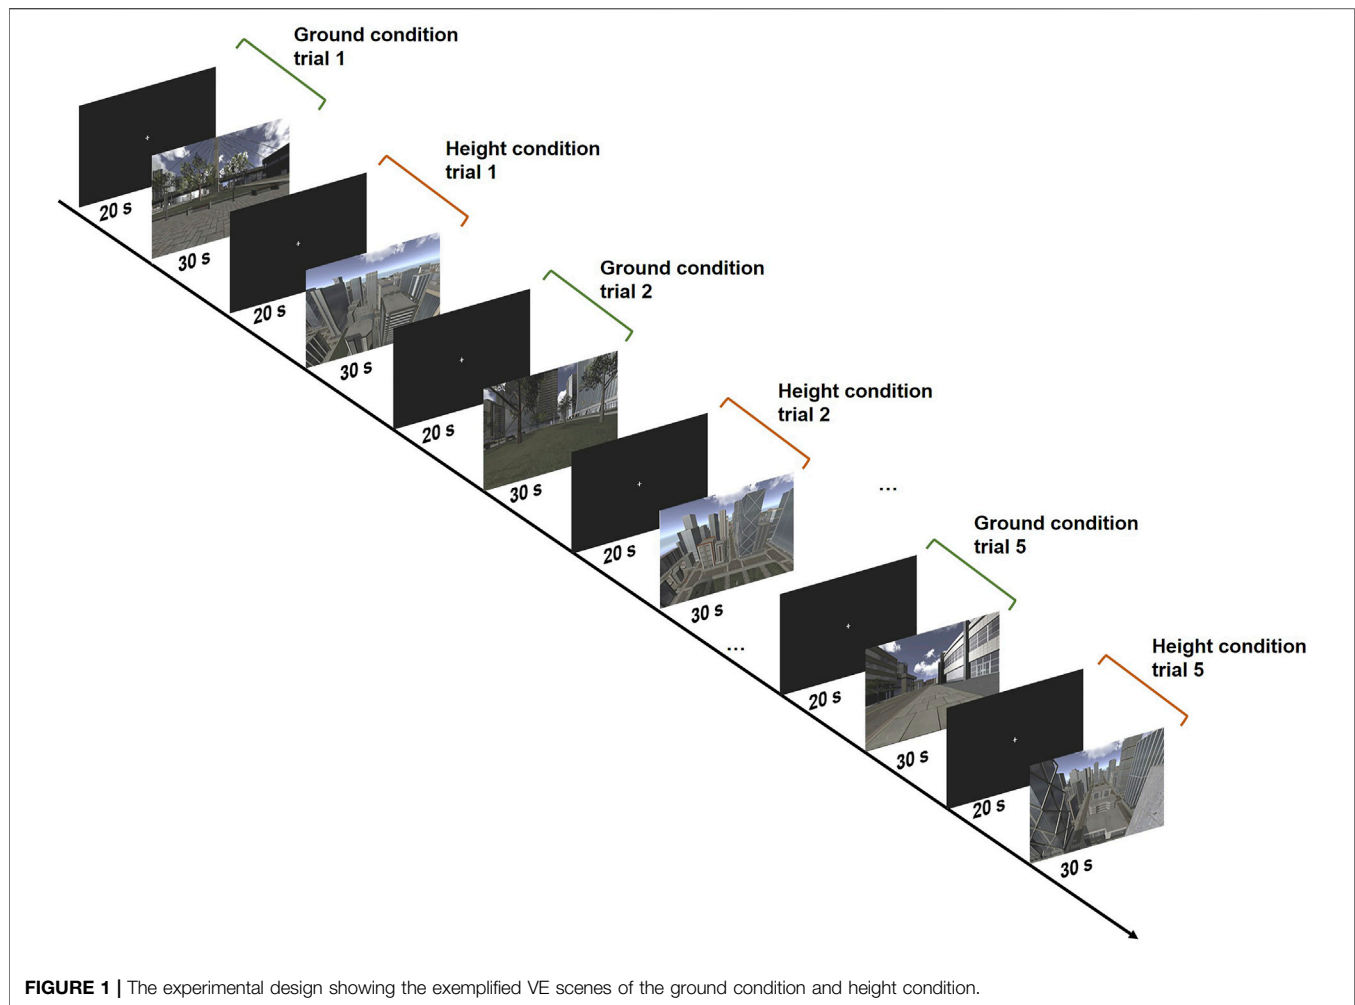 Ground condition
trial 1
Height condition
trial 1
20 s
30 s
Ground condition
trial 2
20 s
30 s
Height condition
trial 2
20 s
30 s
...
Ground condition
trial 5
20 s
30 s
...
Height condition
trial 5
20 s
30 s
20 s
30 s
FIGURE 1 | The experimental design showing the exemplified VE scenes of the ground condition and height condition.